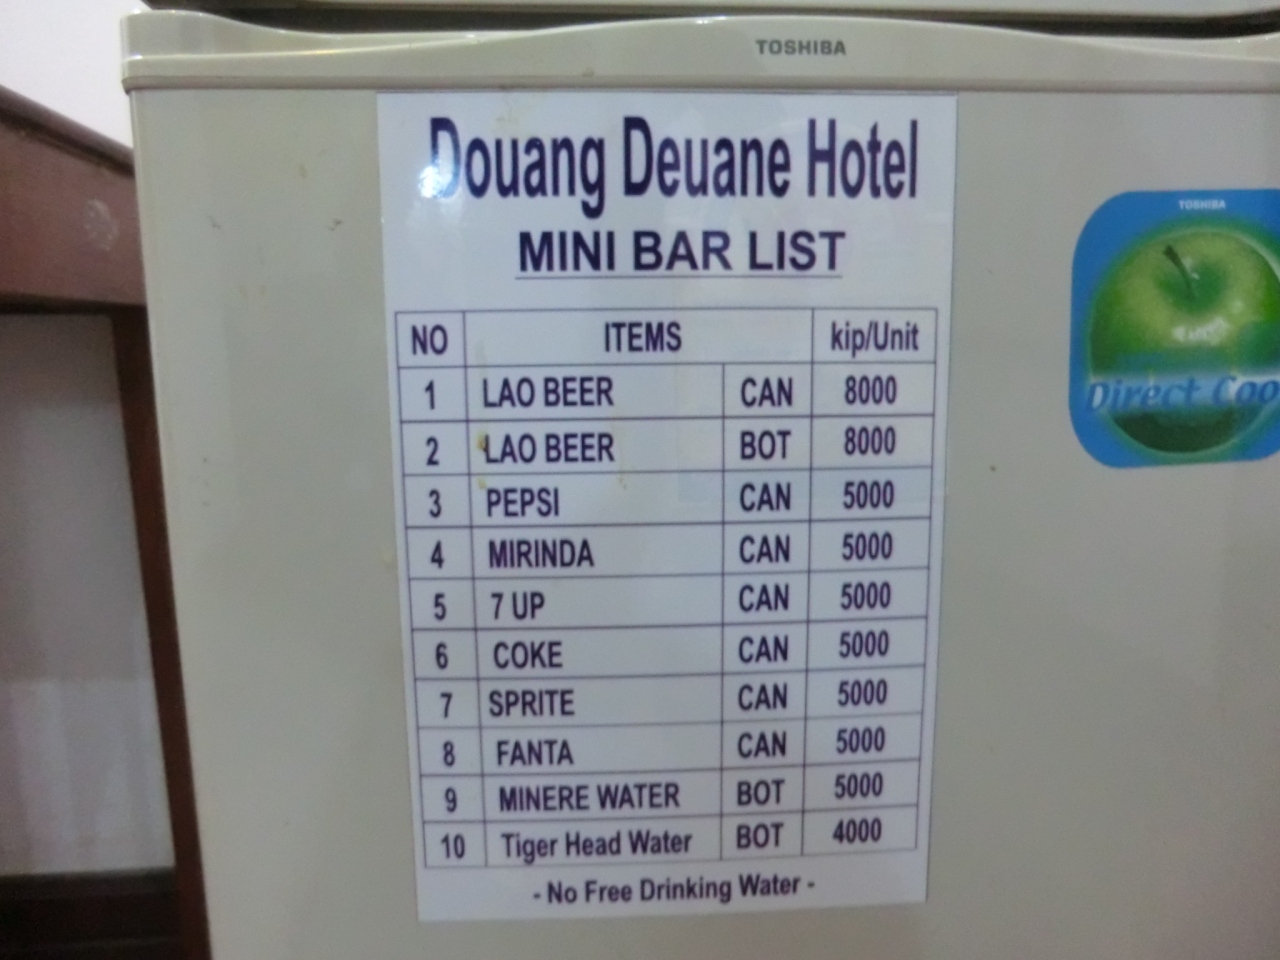 TOSHIBA
Douang Deuane Hotel
MINI BAR LIST
NO ITEMS kip/Unit
1 LAO BEER CAN 8000
2 LAO BEER BOT 8000
3 PEPSI CAN 5000
4 MIRINDA CAN 5000
5 7 UP CAN 5000
6 COKE CAN 5000
7 SPRITE CAN 5000
8 FANTA CAN 5000
9 MINERE WATER BOT 5000
10 Tiger Head Water BOT 4000
- No Free Drinking Water -
TOSHIBA
Direct Coo